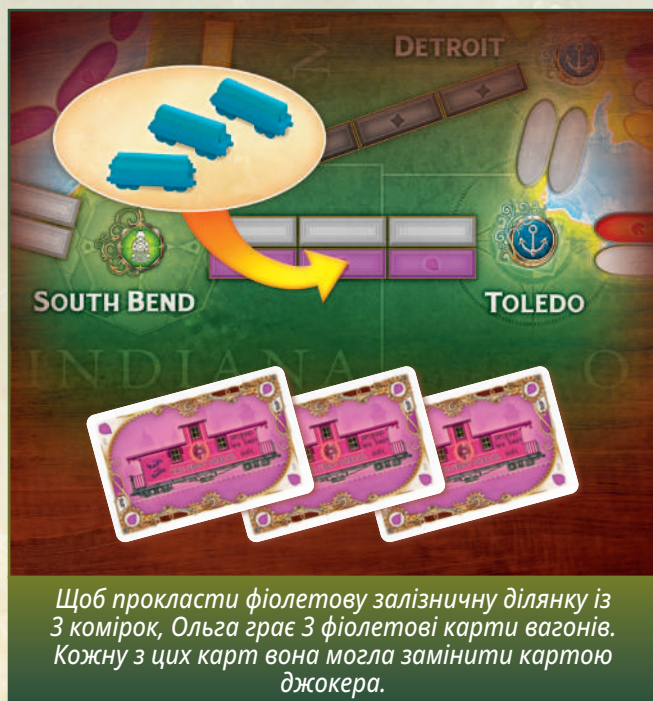 DETROIT
SOUTH BEND
TOLEDO
INDIANA
O
Щоб прокласти фіолетову залізничну ділянку із
3 комірок, Ольга грає 3 фіолетові карти вагонів.
Кожну з цих карт вона могла замінити картою
джокера.